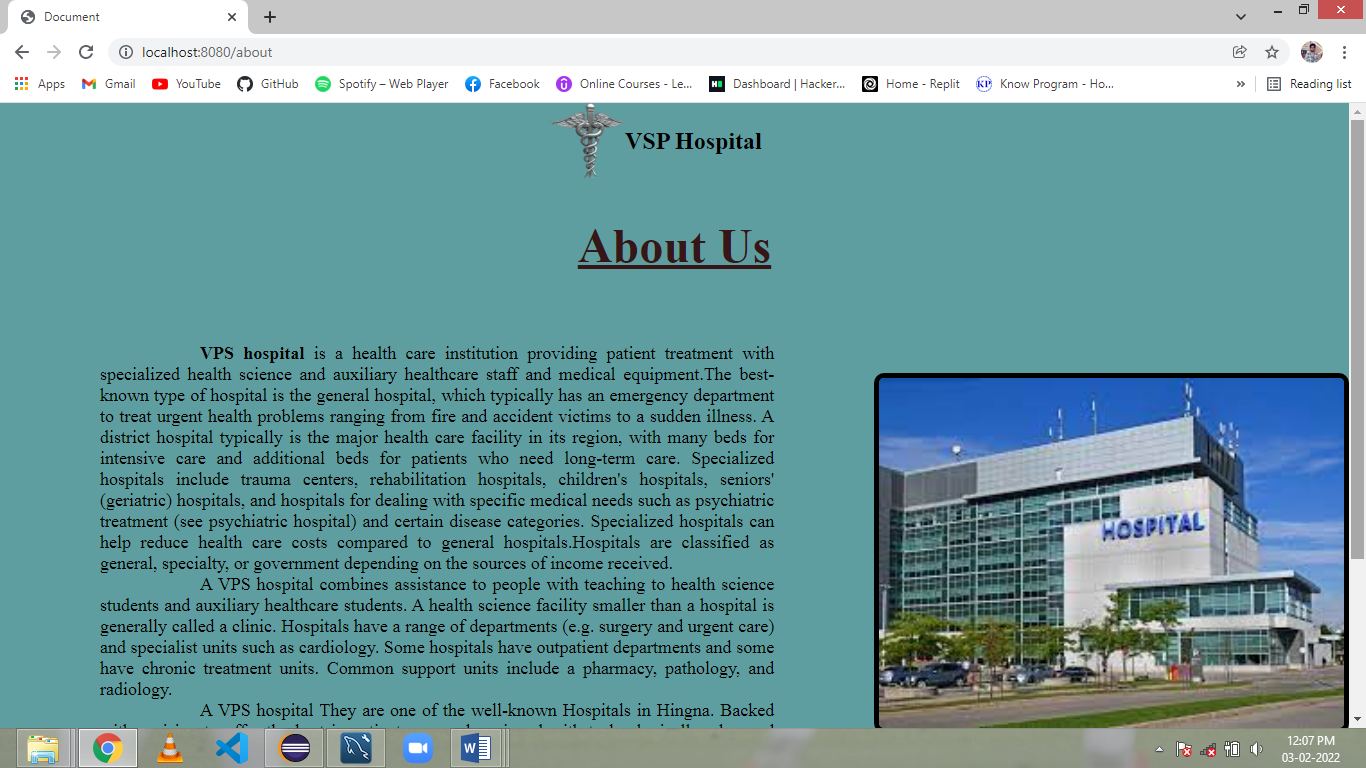 Document
localhost:8080/about
Apps
Gmail
YouTube
GitHub
Spotify – Web Player
Facebook
Online Courses - Le...
Dashboard | Hacker...
Home - Replit
KP
Know Program - Ho...
»
Reading list
VSP Hospital
About Us
VPS hospital is a health care institution providing patient treatment with
specialized health science and auxiliary healthcare staff and medical equipment.The best-
known type of hospital is the general hospital, which typically has an emergency department
to treat urgent health problems ranging from fire and accident victims to a sudden illness. A
district hospital typically is the major health care facility in its region, with many beds for
intensive care and additional beds for patients who need long-term care. Specialized
hospitals include trauma centers, rehabilitation hospitals, children's hospitals, seniors'
(geriatric) hospitals, and hospitals for dealing with specific medical needs such as psychiatric
treatment (see psychiatric hospital) and certain disease categories. Specialized hospitals can
help reduce health care costs compared to general hospitals.Hospitals are classified as
general, specialty, or government depending on the sources of income received.
A VPS hospital combines assistance to people with teaching to health science
students and auxiliary healthcare students. A health science facility smaller than a hospital is
generally called a clinic. Hospitals have a range of departments (e.g. surgery and urgent care)
and specialist units such as cardiology. Some hospitals have outpatient departments and some
have chronic treatment units. Common support units include a pharmacy, pathology, and
radiology.
A VPS hospital They are one of the well-known Hospitals in Hingna. Backed
HOSPITAL
12:07 PM
03-02-2022